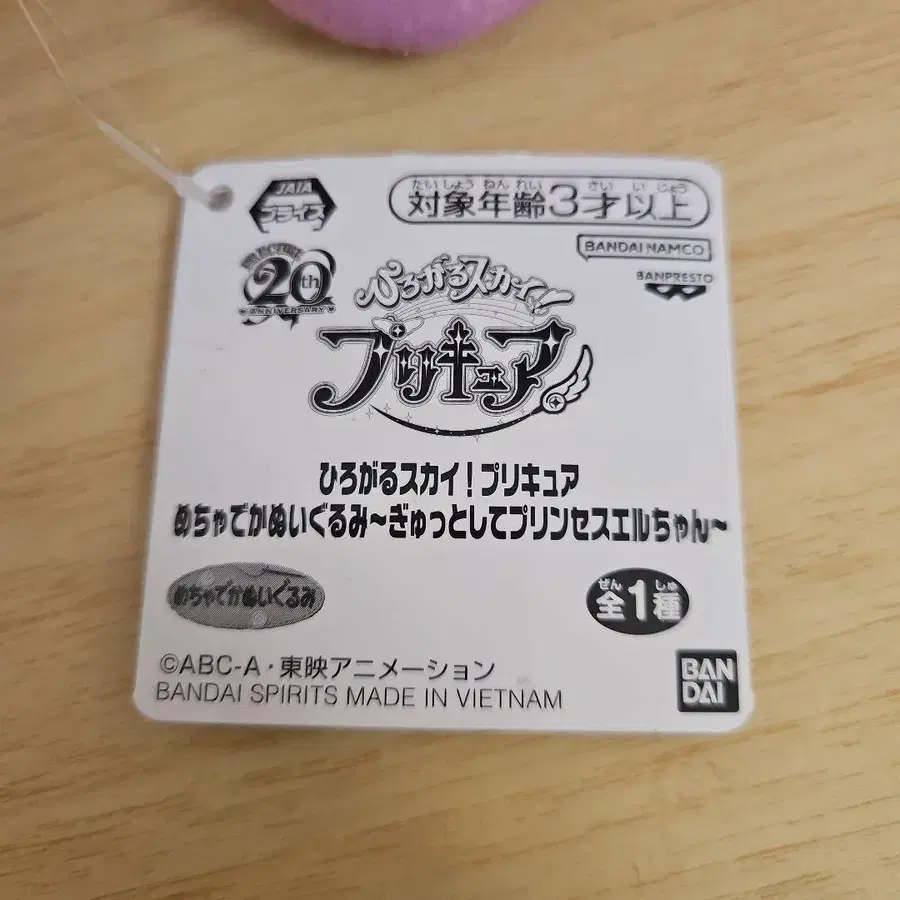 JAIA
プライズ
たいしょうねんれい さい いじょう
対象年齢3才以上
BANDAI NAMCO
BANPRESTO
PRECURE
20th
ANNIVERSARY
ひろがるスカイ!
プリキュア
ひろがるスカイ!プリキュア
めちゃでかぬいぐるみ~ぎゅっとしてプリンセスエルちゃん~
めちゃでかぬいぐるみ
ぜん しゅ
全1種
©ABC-A・東映アニメーション
BANDAI SPIRITS MADE IN VIETNAM
BAN
DAI